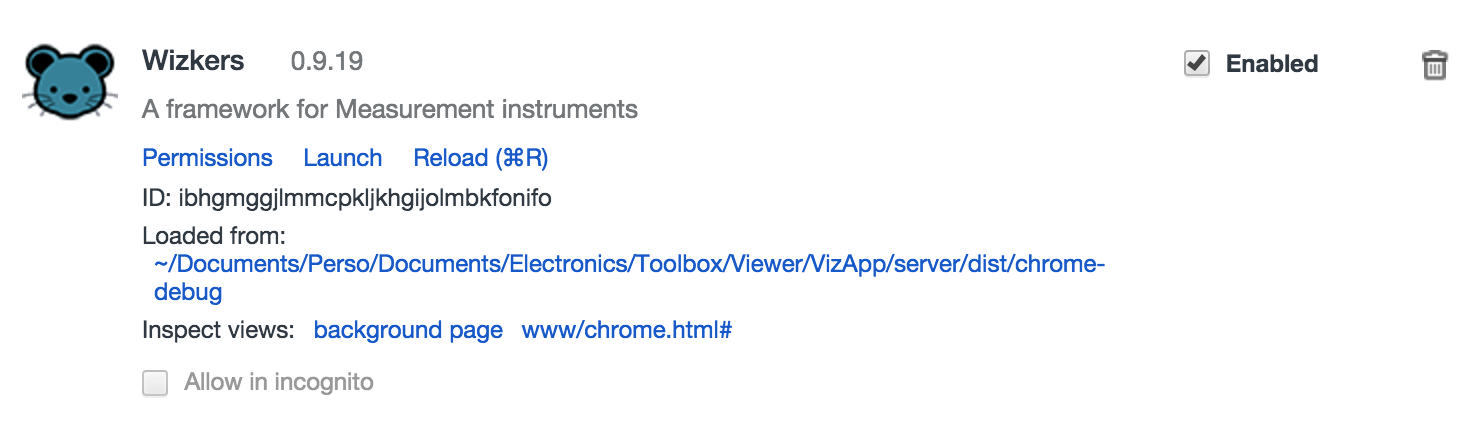 Wizkers 0.9.19 Enabled
A framework for Measurement instruments
Permissions Launch Reload (⌘R)
ID: ibhgmggjlmmcpkljkhgijolmbkfonifo
Loaded from:
~/Documents/Perso/Documents/Electronics/Toolbox/Viewer/VizApp/server/dist/chrome-
debug
Inspect views: background page www/chrome.html#
Allow in incognito